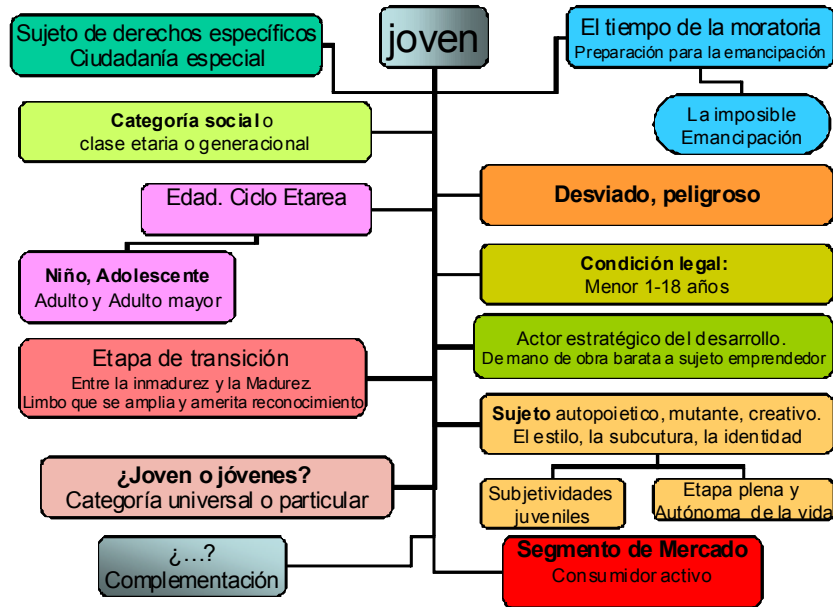 joven
Sujeto de derechos específicos
Ciudadanía especial
El tiempo de la moratoria
Preparación para la emancipación
La imposible
Emancipación
Categoría social o
clase etaria o generacional
Desviado, peligroso
Edad. Ciclo Etarea
Niño, Adolescente
Adulto y Adulto mayor
Condición legal:
Menor 1-18 años
Actor estratégico del desarrollo.
De mano de obra barata a sujeto emprendedor
Etapa de transición
Entre la inmadurez y la Madurez.
Limbo que se amplia y amerita reconocimiento
Sujeto autopoietico, mutante, creativo.
El estilo, la subcutura, la identidad
Subjetividades
juveniles
Etapa plena y
Autónoma de la vida
¿Joven o jóvenes?
Categoría universal o particular
¿...?
Complementación
Segmento de Mercado
Consumidor activo